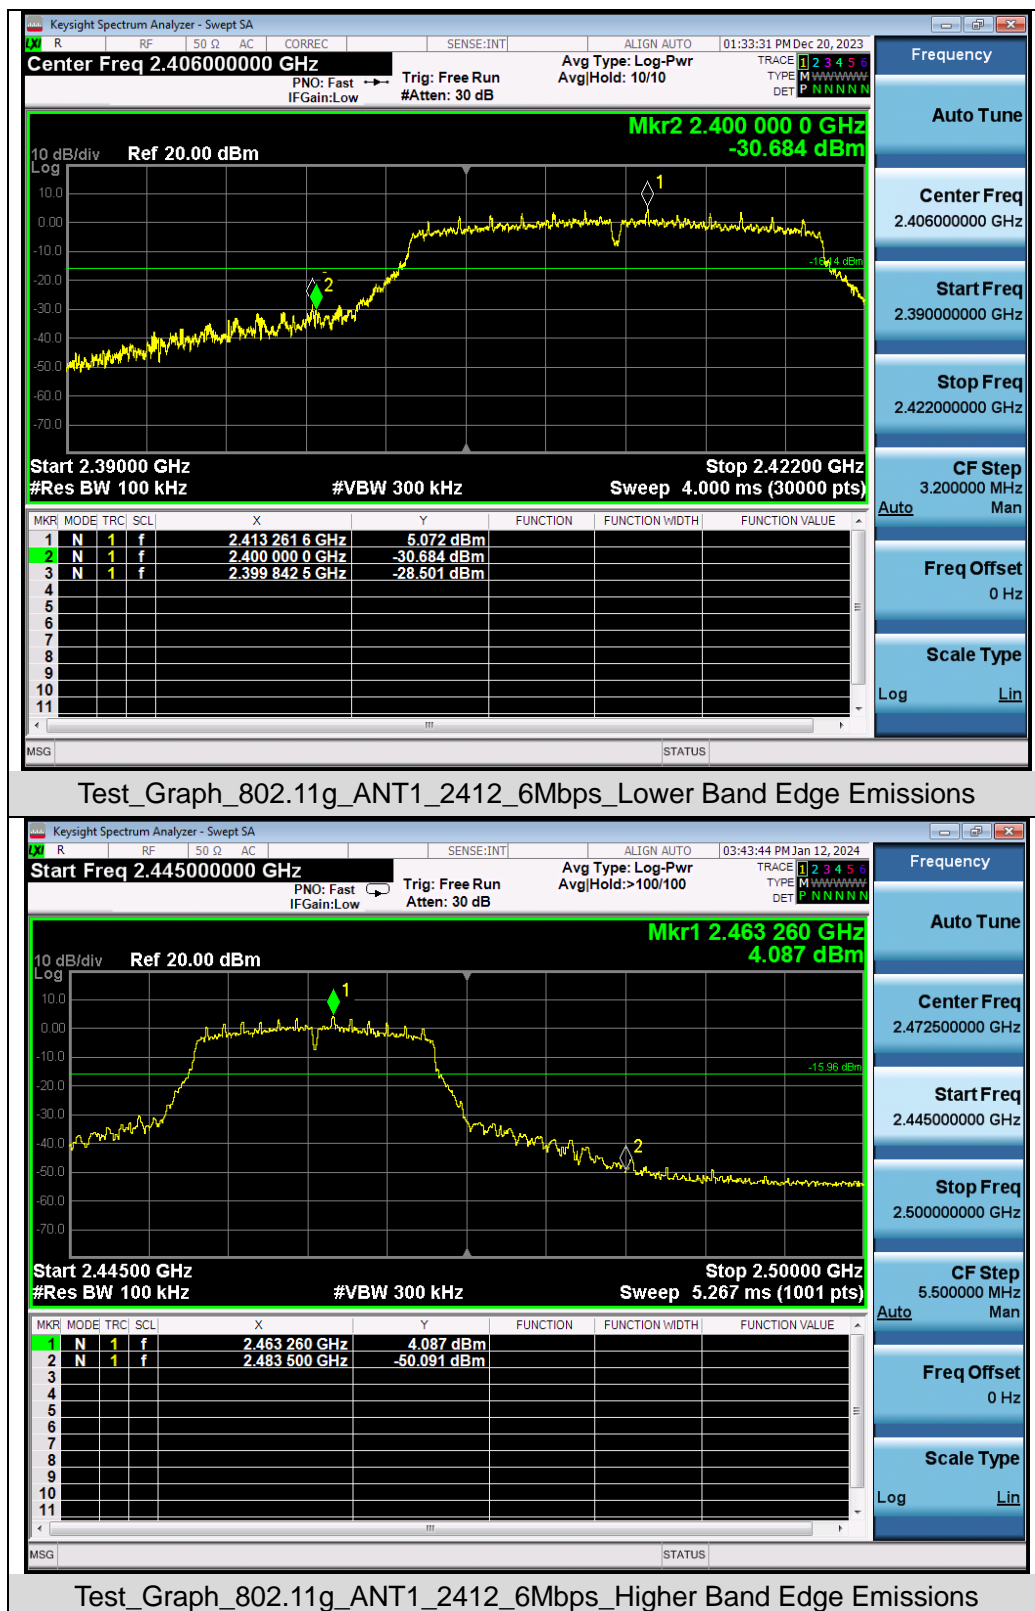 Keysight Spectrum Analyzer - Swept SA
LXI R RF 50 Ω AC CORREC SENSE:INT ALIGN AUTO 01:33:31 PM Dec 20, 2023
Center Freq 2.406000000 GHz
PNO: Fast
IFGain:Low
Trig: Free Run
#Atten: 30 dB
Avg Type: Log-Pwr
Avg|Hold: 10/10
TRACE 1 2 3 4 5 6
TYPE M W W W W W
DET P N N N N N
Mkr2 2.400 000 0 GHz
-30.684 dBm
10 dB/div Ref 20.00 dBm
Log
10.0
0.00
-10.0
-20.0
-30.0
-40.0
-50.0
-60.0
-70.0
1
2
Start 2.39000 GHz
Stop 2.42200 GHz
#Res BW 100 kHz
#VBW 300 kHz
Sweep 4.000 ms (30000 pts)
MKR MODE TRC SCL X Y FUNCTION FUNCTION WIDTH FUNCTION VALUE
1 N 1 f 2.413 261 6 GHz 5.072 dBm
2 N 1 f 2.400 000 0 GHz -30.684 dBm
3 N 1 f 2.399 842 5 GHz -28.501 dBm
4
5
6
7
8
9
10
11
MSG STATUS
Frequency
Auto Tune
Center Freq
2.406000000 GHz
Start Freq
2.390000000 GHz
Stop Freq
2.422000000 GHz
CF Step
3.200000 MHz
Auto Man
Freq Offset
0 Hz
Scale Type
Log Lin
Test_Graph_802.11g_ANT1_2412_6Mbps_Lower Band Edge Emissions
Keysight Spectrum Analyzer - Swept SA
LXI R RF 50 Ω AC SENSE:INT ALIGN AUTO 03:43:44 PM Jan 12, 2024
Start Freq 2.445000000 GHz
PNO: Fast
IFGain:Low
Trig: Free Run
Atten: 30 dB
Avg Type: Log-Pwr
Avg|Hold:>100/100
TRACE 1 2 3 4 5 6
TYPE M W W W W W
DET P N N N N N
Mkr1 2.463 260 GHz
4.087 dBm
10 dB/div Ref 20.00 dBm
Log
10.0
0.00
-10.0
-20.0
-30.0
-40.0
-50.0
-60.0
-70.0
1
-15.96 dBm
2
Start 2.44500 GHz
Stop 2.50000 GHz
#Res BW 100 kHz
#VBW 300 kHz
Sweep 5.267 ms (1001 pts)
MKR MODE TRC SCL X Y FUNCTION FUNCTION WIDTH FUNCTION VALUE
1 N 1 f 2.463 260 GHz 4.087 dBm
2 N 1 f 2.483 500 GHz -50.091 dBm
3
4
5
6
7
8
9
10
11
MSG STATUS
Frequency
Auto Tune
Center Freq
2.472500000 GHz
Start Freq
2.445000000 GHz
Stop Freq
2.500000000 GHz
CF Step
5.500000 MHz
Auto Man
Freq Offset
0 Hz
Scale Type
Log Lin
Test_Graph_802.11g_ANT1_2412_6Mbps_Higher Band Edge Emissions